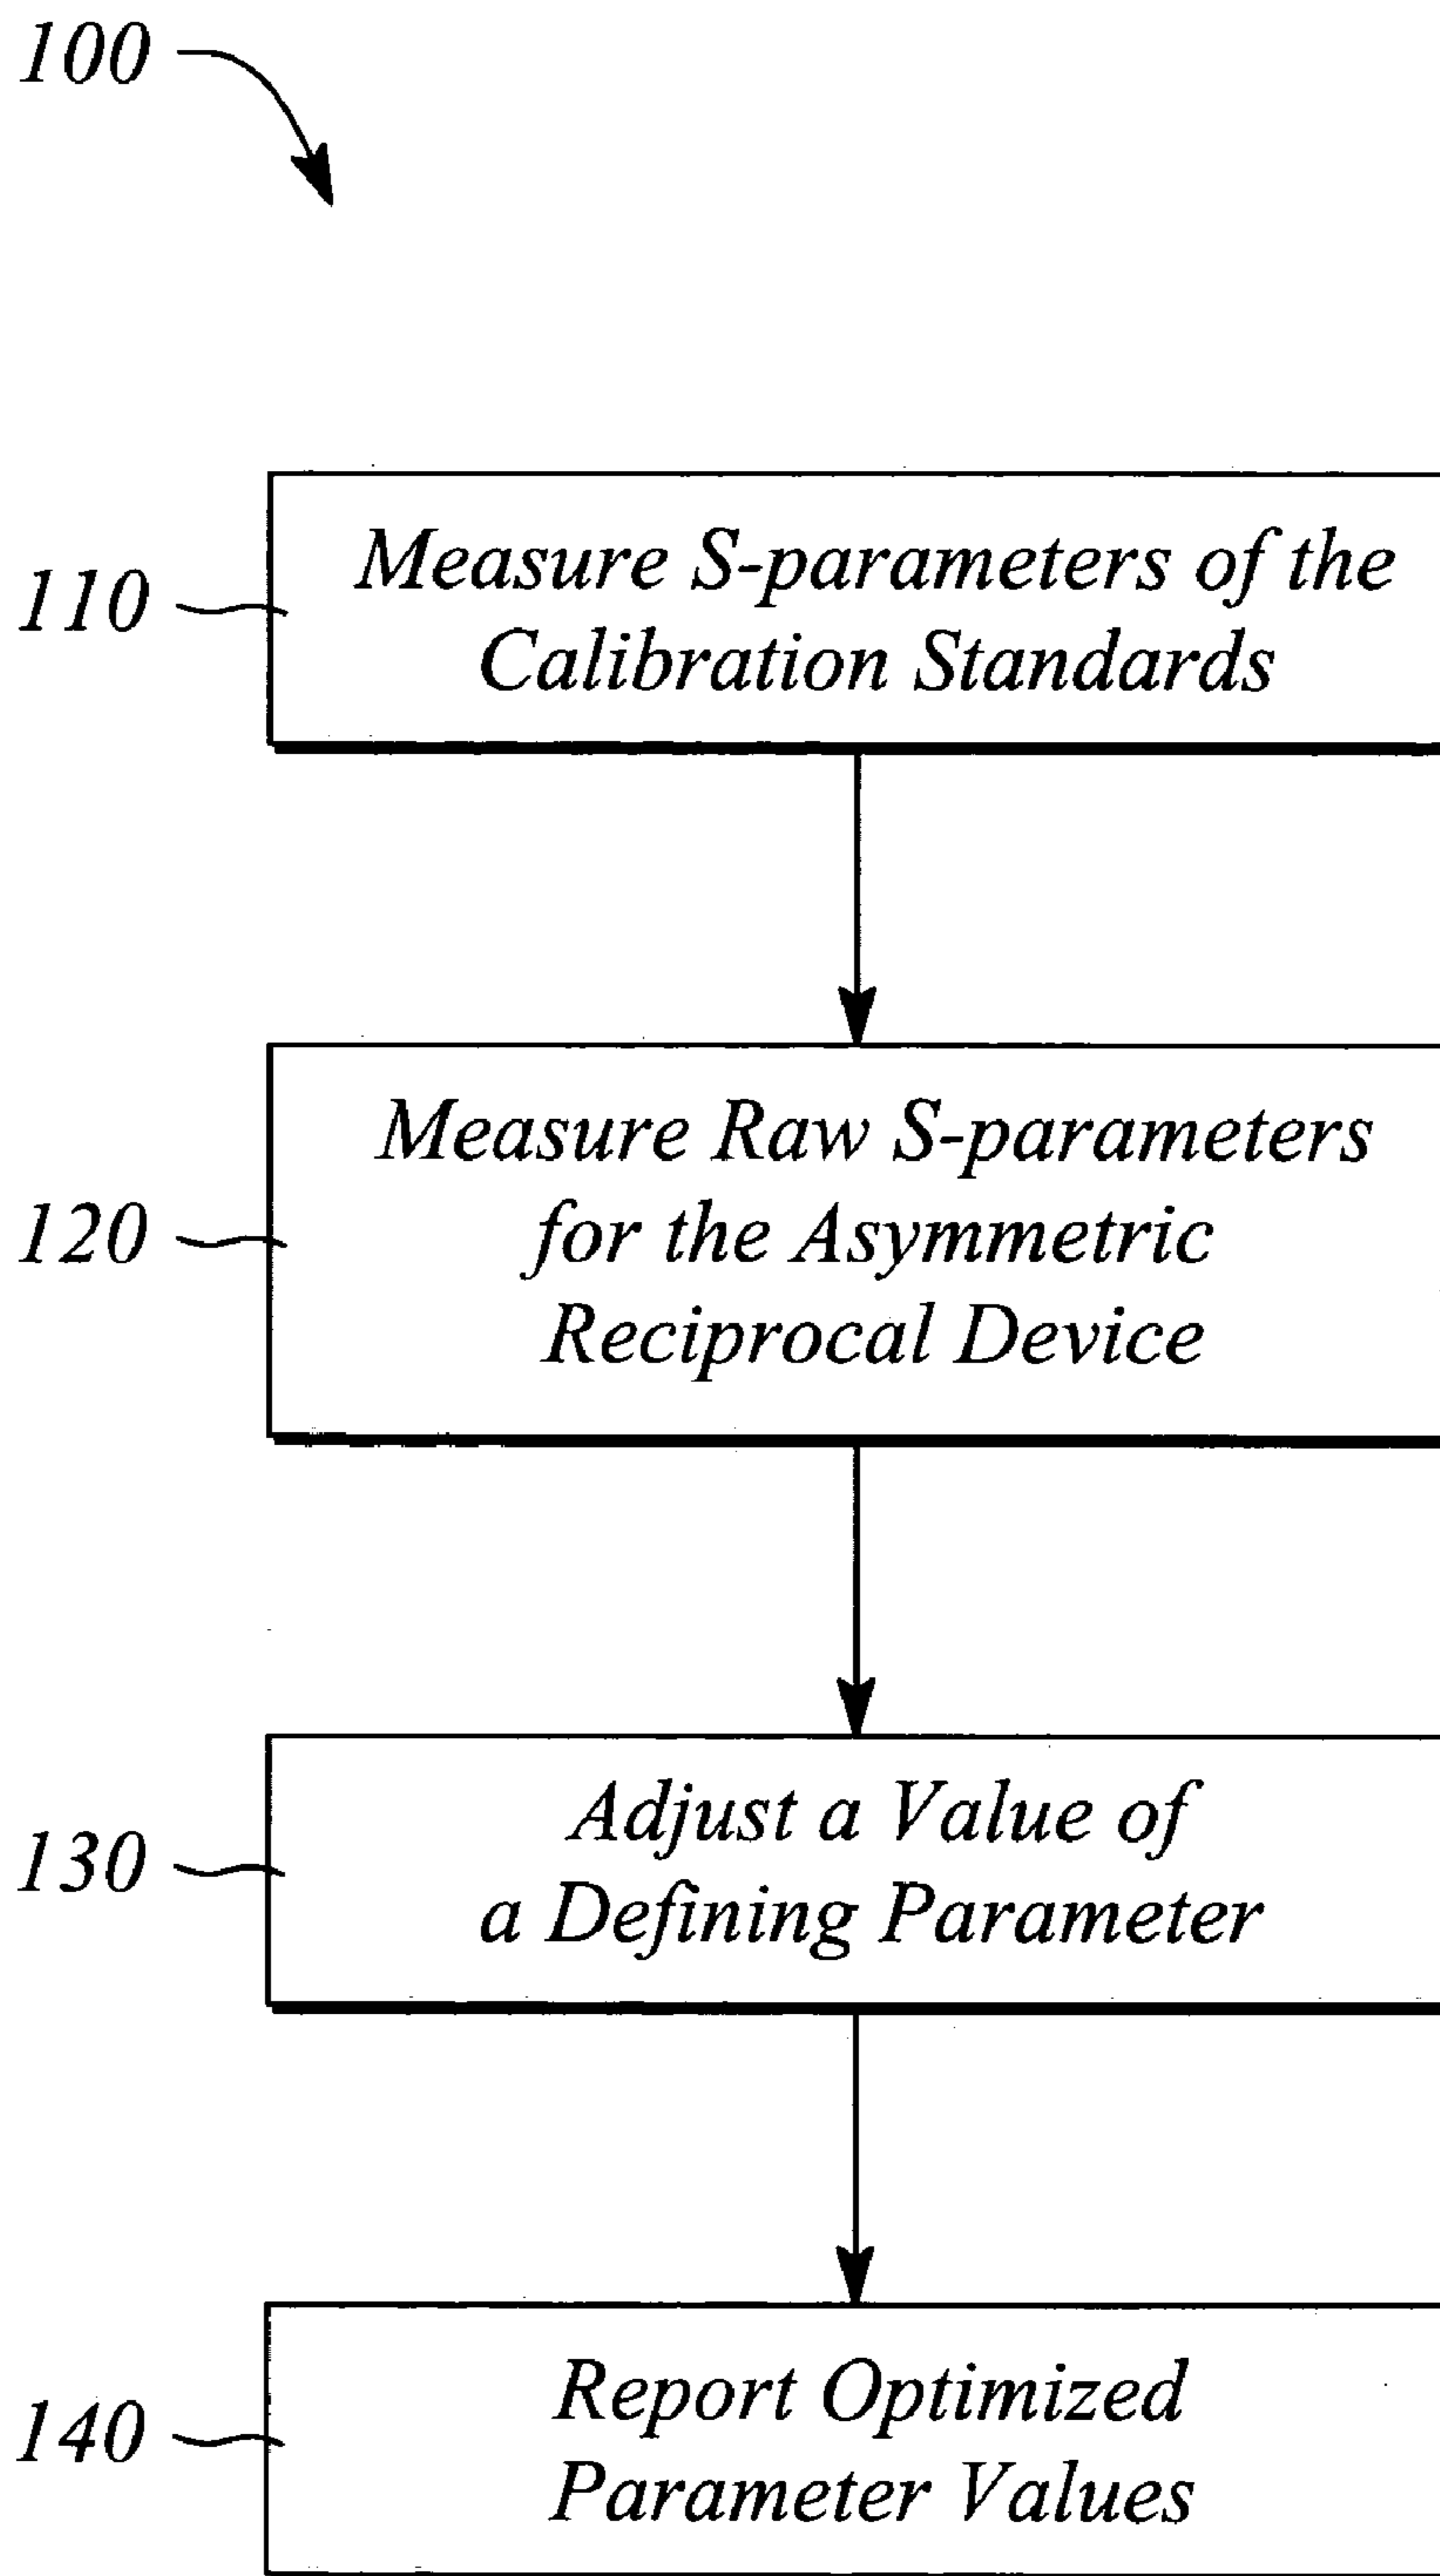 100
110
Measure S-parameters of the
Calibration Standards
120
Measure Raw S-parameters
for the Asymmetric
Reciprocal Device
130
Adjust a Value of
a Defining Parameter
140
Report Optimized
Parameter Values